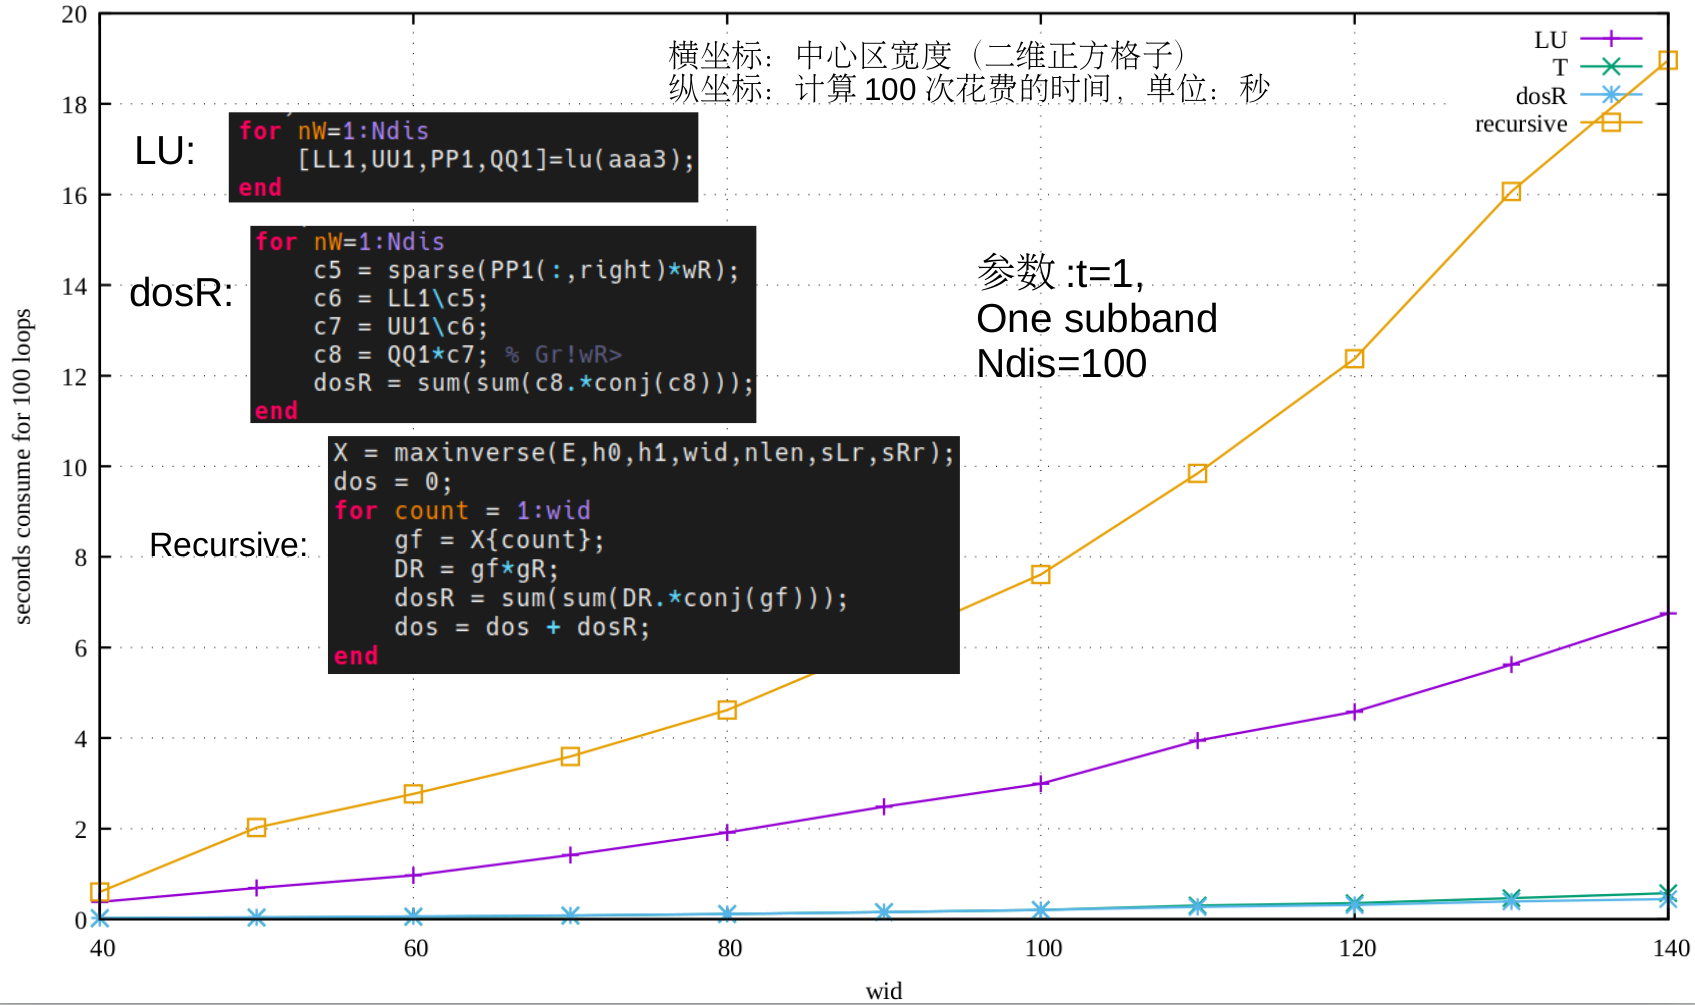 横坐标：中心区宽度（二维正方格子）
纵坐标：计算 100 次花费的时间，单位：秒
LU
T
dosR
recursive
LU:
for nW=1:Ndis
[LL1,UU1,PP1,QQ1]=lu(aaa3);
end
dosR:
for nW=1:Ndis
c5 = sparse(PP1(:,right)*wR);
c6 = LL1\c5;
c7 = UU1\c6;
c8 = QQ1*c7; % Gr!wR>
dosR = sum(sum(c8.*conj(c8)));
end
Recursive:
X = maxinverse(E,h0,h1,wid,nlen,sLr,sRr);
dos = 0;
for count = 1:wid
gf = X{count};
DR = gf*gR;
dosR = sum(sum(DR.*conj(gf)));
dos = dos + dosR;
end
参数 :t=1,
One subband
Ndis=100
seconds consume for 100 loops
20
18
16
14
12
10
8
6
4
2
0
40 60 80 100 120 140
wid